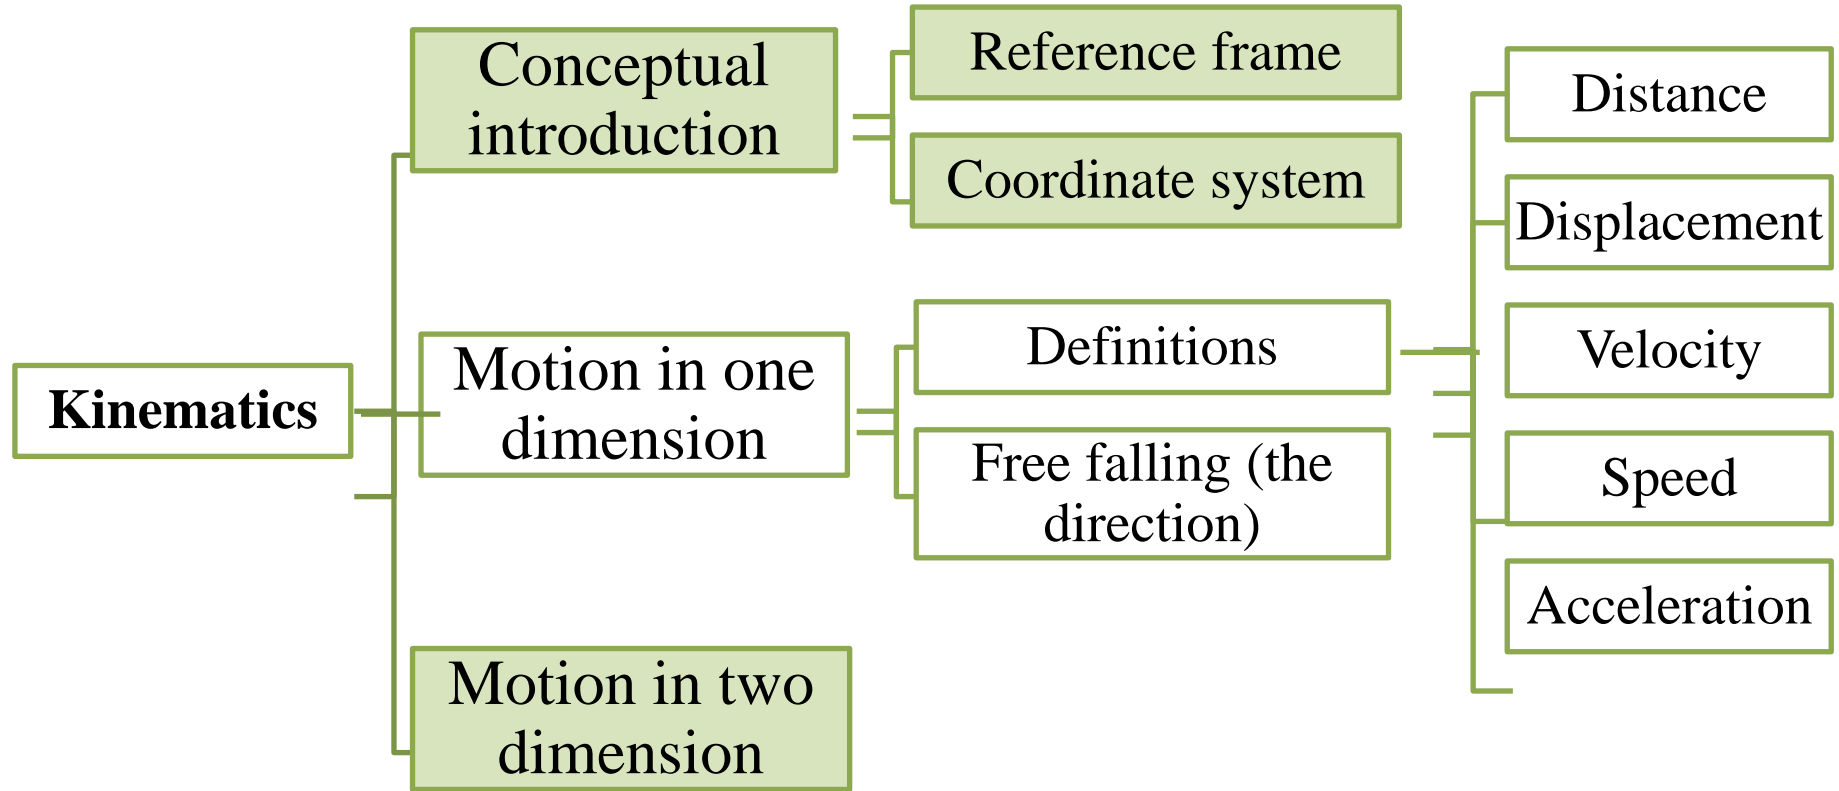 Kinematics
Conceptual
introduction
Reference frame
Coordinate system
Motion in one
dimension
Definitions
Distance
Displacement
Velocity
Speed
Acceleration
Free falling (the
direction)
Motion in two
dimension